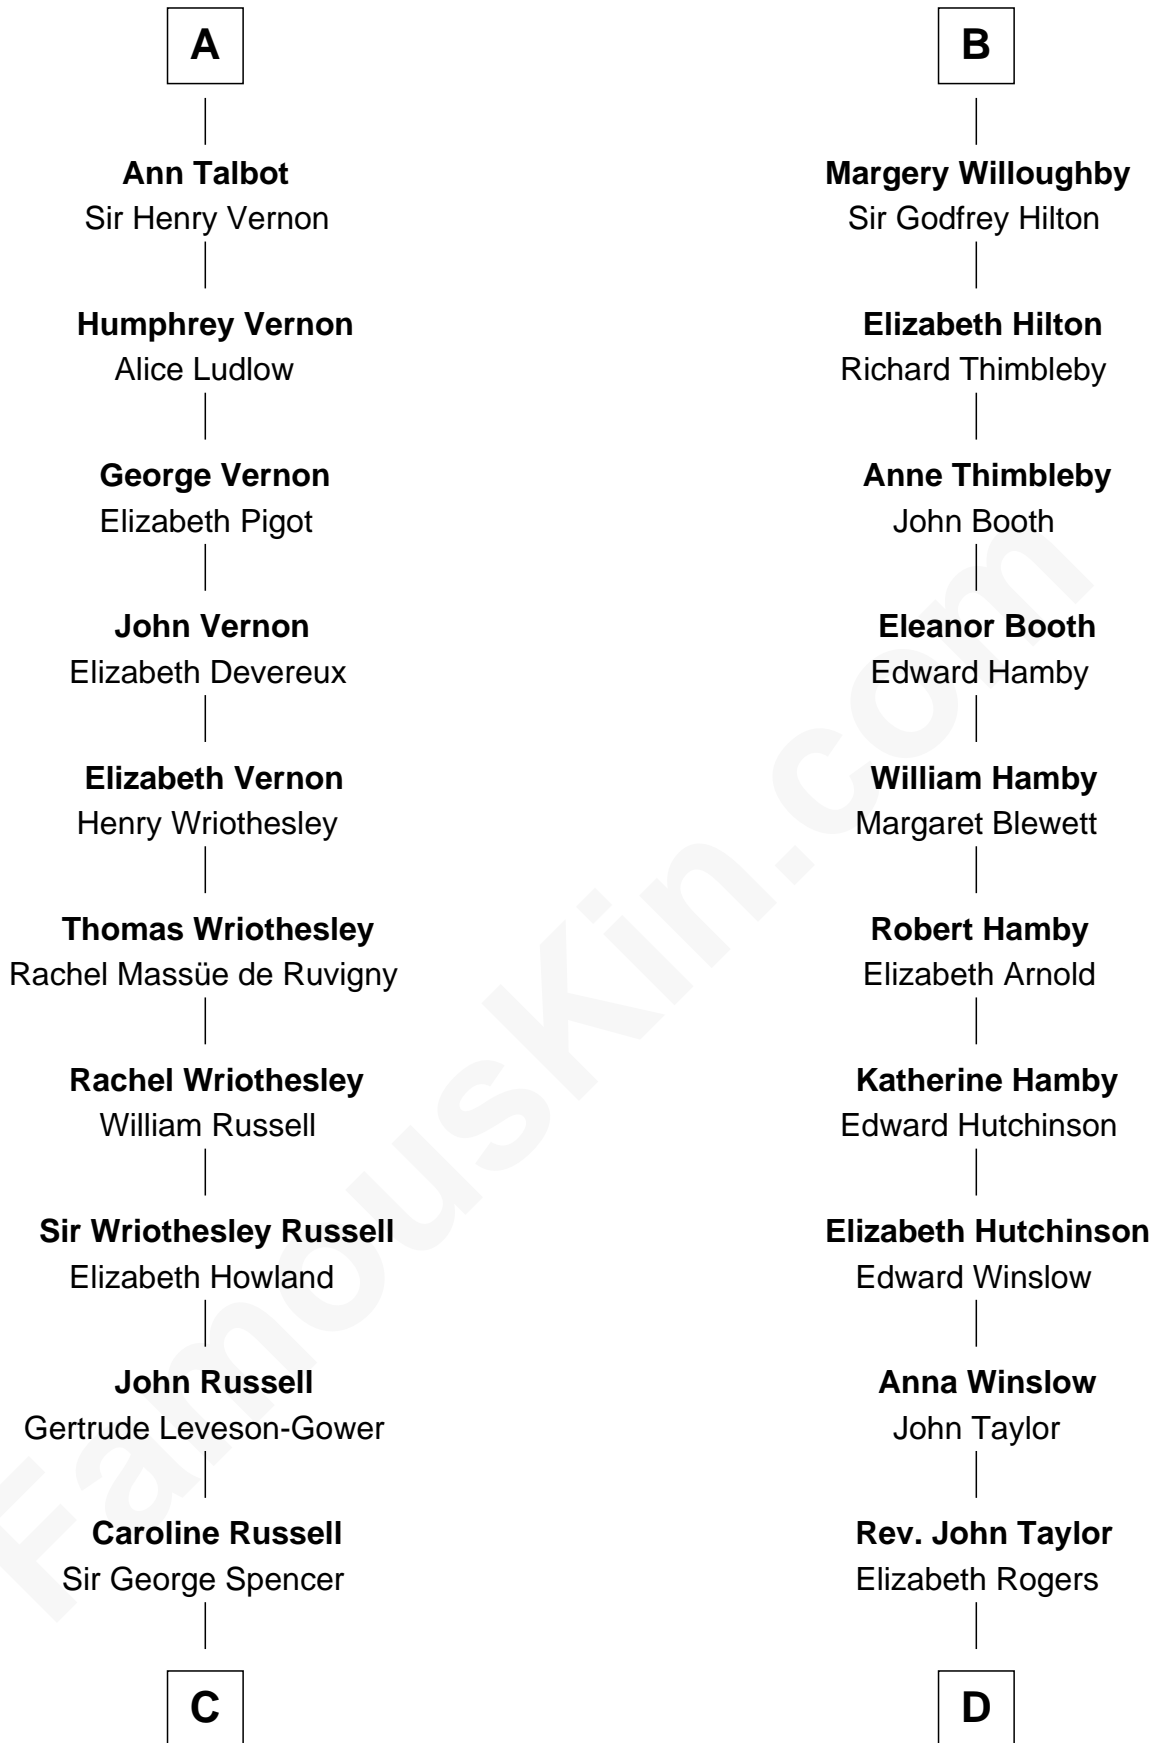 A
Ann Talbot
Sir Henry Vernon
Humphrey Vernon
Alice Ludlow
George Vernon
Elizabeth Pigot
John Vernon
Elizabeth Devereux
Elizabeth Vernon
Henry Wriothesley
Thomas Wriothesley
Rachel Massüe de Ruvigny
Rachel Wriothesley
William Russell
Sir Wriothesley Russell
Elizabeth Howland
John Russell
Gertrude Leveson-Gower
Caroline Russell
Sir George Spencer
C
B
Margery Willoughby
Sir Godfrey Hilton
Elizabeth Hilton
Richard Thimbleby
Anne Thimbleby
John Booth
Eleanor Booth
Edward Hamby
William Hamby
Margaret Blewett
Robert Hamby
Elizabeth Arnold
Katherine Hamby
Edward Hutchinson
Elizabeth Hutchinson
Edward Winslow
Anna Winslow
John Taylor
Rev. John Taylor
Elizabeth Rogers
D
FamousKin.com